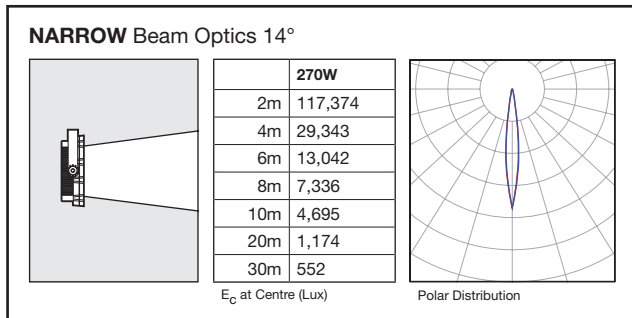 NARROW Beam Optics 14°
270W
2m 117,374
4m 29,343
6m 13,042
8m 7,336
10m 4,695
20m 1,174
30m 552
EC at Centre (Lux)
Polar Distribution